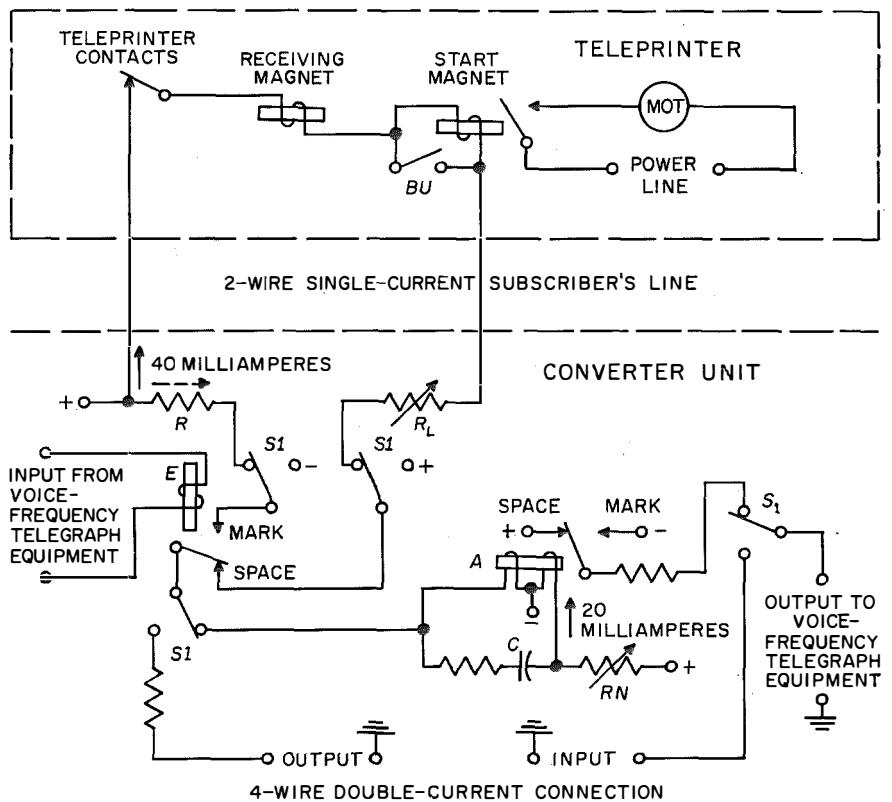 TELEPRINTER
CONTACTS
RECEIVING
MAGNET
START
MAGNET
TELEPRINTER
MOT
BU
POWER
LINE
2-WIRE SINGLE-CURRENT SUBSCRIBER'S LINE
40 MILLIAMPERES
CONVERTER UNIT
+
R
S1
-
S1
RL
+
E
INPUT FROM
VOICE-
FREQUENCY
TELEGRAPH
EQUIPMENT
MARK
SPACE
SPACE
MARK
+
-
S1
A
-
20
MILLIAMPERES
OUTPUT TO
VOICE-
FREQUENCY
TELEGRAPH
EQUIPMENT
S1
C
RN
+
OUTPUT
INPUT
4-WIRE DOUBLE-CURRENT CONNECTION